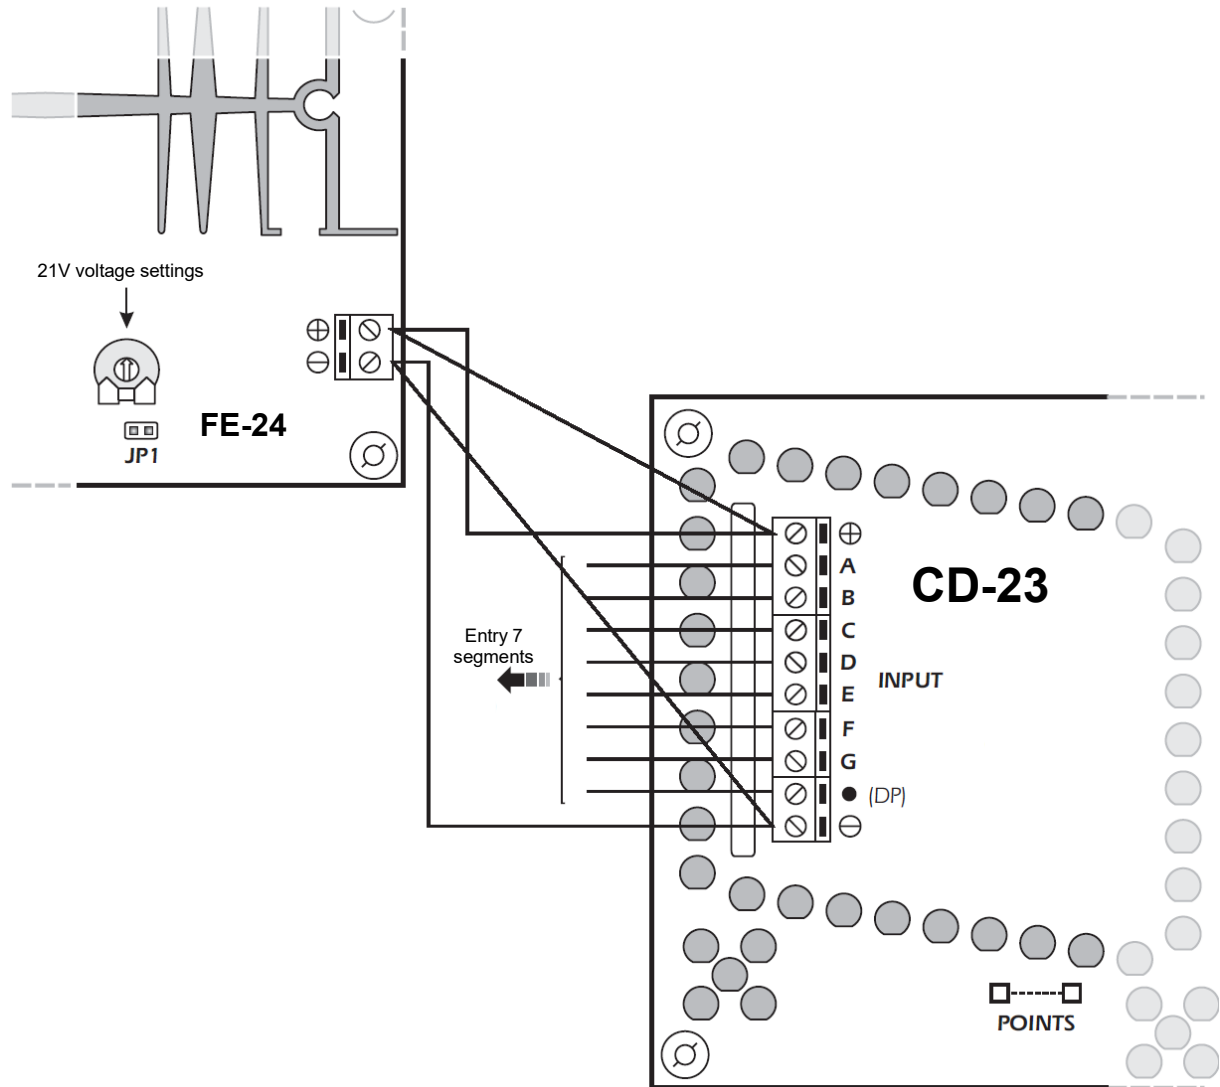 21V voltage settings
⊕
⊖
FE-24
JP1
⊕
A
B
CD-23
C
Entry 7
segments
D
INPUT
E
F
G
● (DP)
⊖
POINTS